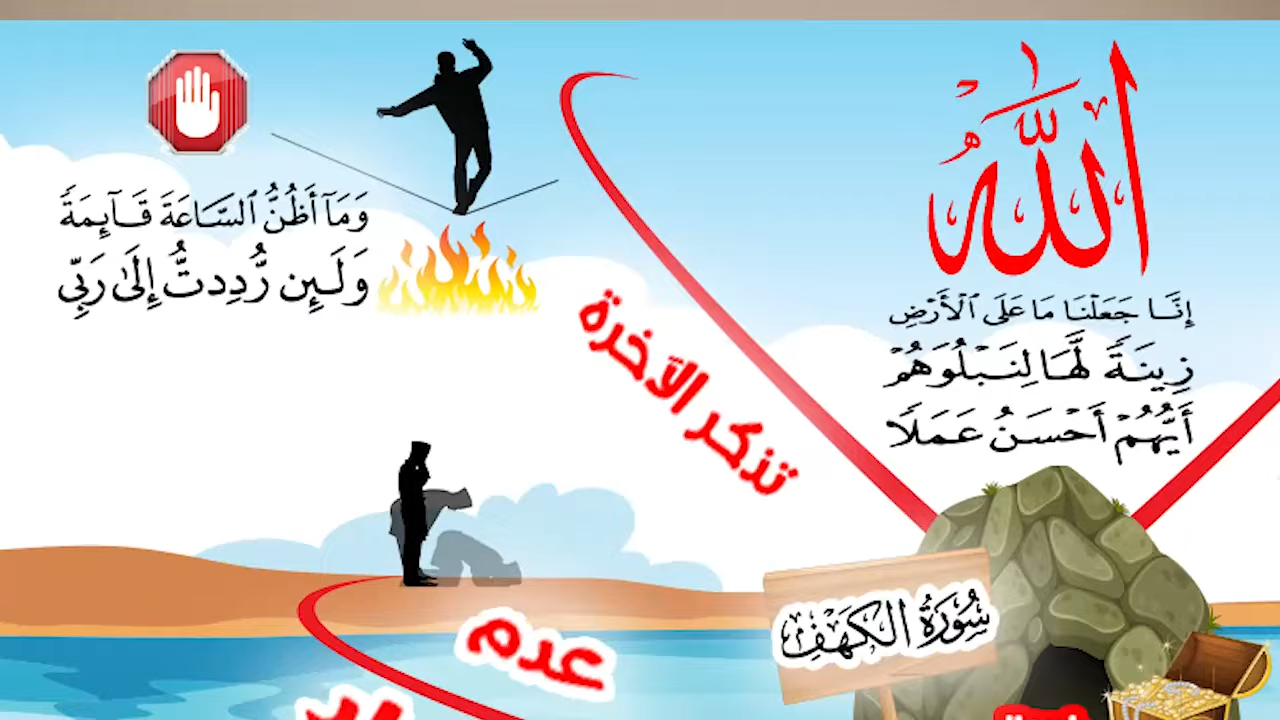 ٱللَّهُ
إِنَّا جَعَلْنَا مَا عَلَى ٱلْأَرْضِ
زِينَةً لَّهَا لِنَبْلُوَهُمْ
أَيُّهُمْ أَحْسَنُ عَمَلًا
وَمَآ أَظُنُّ ٱلسَّاعَةَ قَآئِمَةً
وَلَئِن رُّدِدتُّ إِلَىٰ رَبِّى
تذكر الآخرة
سُورَةُ الكَهْفِ
عدم